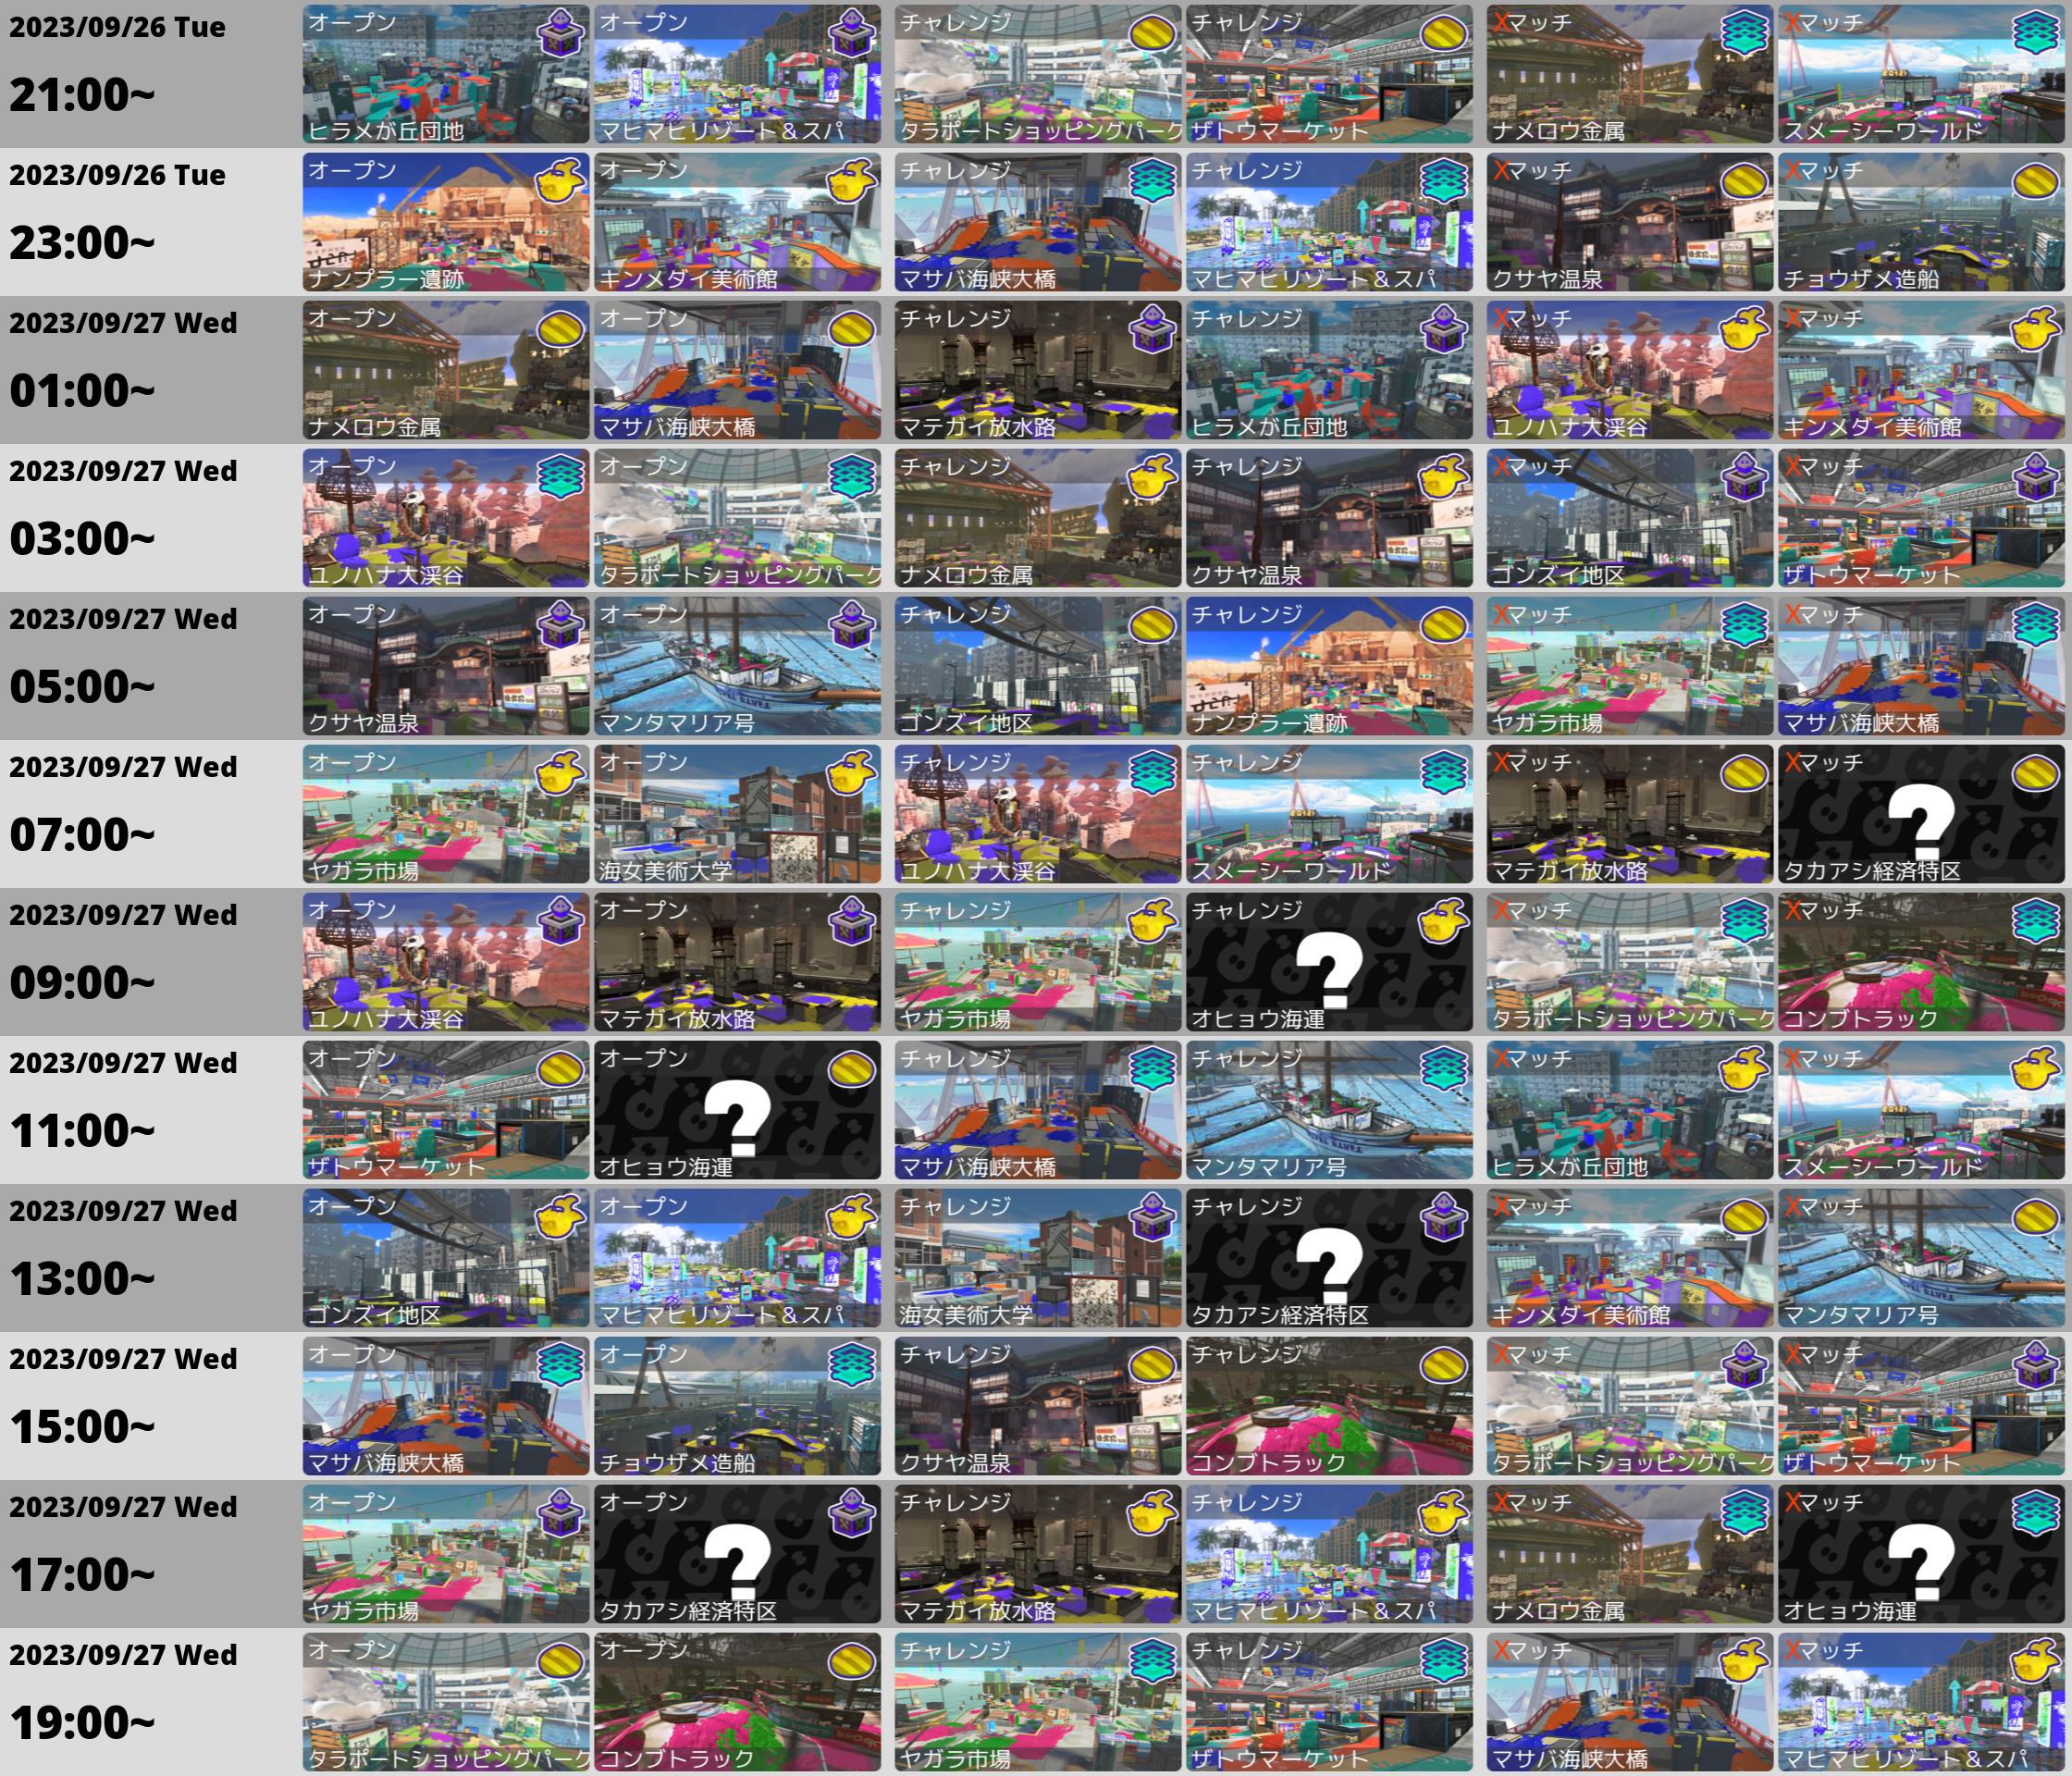 2023/09/26 Tue
21:00~
オープン オープン チャレンジ チャレンジ Xマッチ Xマッチ
ヒラメが丘団地 マヒマヒリゾート＆スパ タラポートショッピングパーク ザトウマーケット ナメロウ金属 スメーシーワールド
2023/09/26 Tue
23:00~
オープン オープン チャレンジ チャレンジ Xマッチ Xマッチ
ナンプラー遺跡 キンメダイ美術館 マサバ海峡大橋 マヒマヒリゾート＆スパ クサヤ温泉 チョウザメ造船
2023/09/27 Wed
01:00~
オープン オープン チャレンジ チャレンジ Xマッチ Xマッチ
ナメロウ金属 マサバ海峡大橋 マテガイ放水路 ヒラメが丘団地 ユノハナ大渓谷 キンメダイ美術館
2023/09/27 Wed
03:00~
オープン オープン チャレンジ チャレンジ Xマッチ Xマッチ
ユノハナ大渓谷 タラポートショッピングパーク ナメロウ金属 クサヤ温泉 ゴンズイ地区 ザトウマーケット
2023/09/27 Wed
05:00~
オープン オープン チャレンジ チャレンジ Xマッチ Xマッチ
クサヤ温泉 マンタマリア号 ゴンズイ地区 ナンプラー遺跡 ヤガラ市場 マサバ海峡大橋
2023/09/27 Wed
07:00~
オープン オープン チャレンジ チャレンジ Xマッチ Xマッチ
?
ヤガラ市場 海女美術大学 ユノハナ大渓谷 スメーシーワールド マテガイ放水路 タカアシ経済特区
2023/09/27 Wed
09:00~
オープン オープン チャレンジ チャレンジ Xマッチ Xマッチ
?
ユノハナ大渓谷 マテガイ放水路 ヤガラ市場 オヒョウ海運 タラポートショッピングパーク コンブトラック
2023/09/27 Wed
11:00~
オープン オープン チャレンジ チャレンジ Xマッチ Xマッチ
?
ザトウマーケット オヒョウ海運 マサバ海峡大橋 マンタマリア号 ヒラメが丘団地 スメーシーワールド
2023/09/27 Wed
13:00~
オープン オープン チャレンジ チャレンジ Xマッチ Xマッチ
?
ゴンズイ地区 マヒマヒリゾート＆スパ 海女美術大学 タカアシ経済特区 キンメダイ美術館 マンタマリア号
2023/09/27 Wed
15:00~
オープン オープン チャレンジ チャレンジ Xマッチ Xマッチ
マサバ海峡大橋 チョウザメ造船 クサヤ温泉 コンブトラック タラポートショッピングパーク ザトウマーケット
2023/09/27 Wed
17:00~
オープン オープン チャレンジ チャレンジ Xマッチ Xマッチ
? ?
ヤガラ市場 タカアシ経済特区 マテガイ放水路 マヒマヒリゾート＆スパ ナメロウ金属 オヒョウ海運
2023/09/27 Wed
19:00~
オープン オープン チャレンジ チャレンジ Xマッチ Xマッチ
タラポートショッピングパーク コンブトラック ヤガラ市場 ザトウマーケット マサバ海峡大橋 マヒマヒリゾート＆スパ